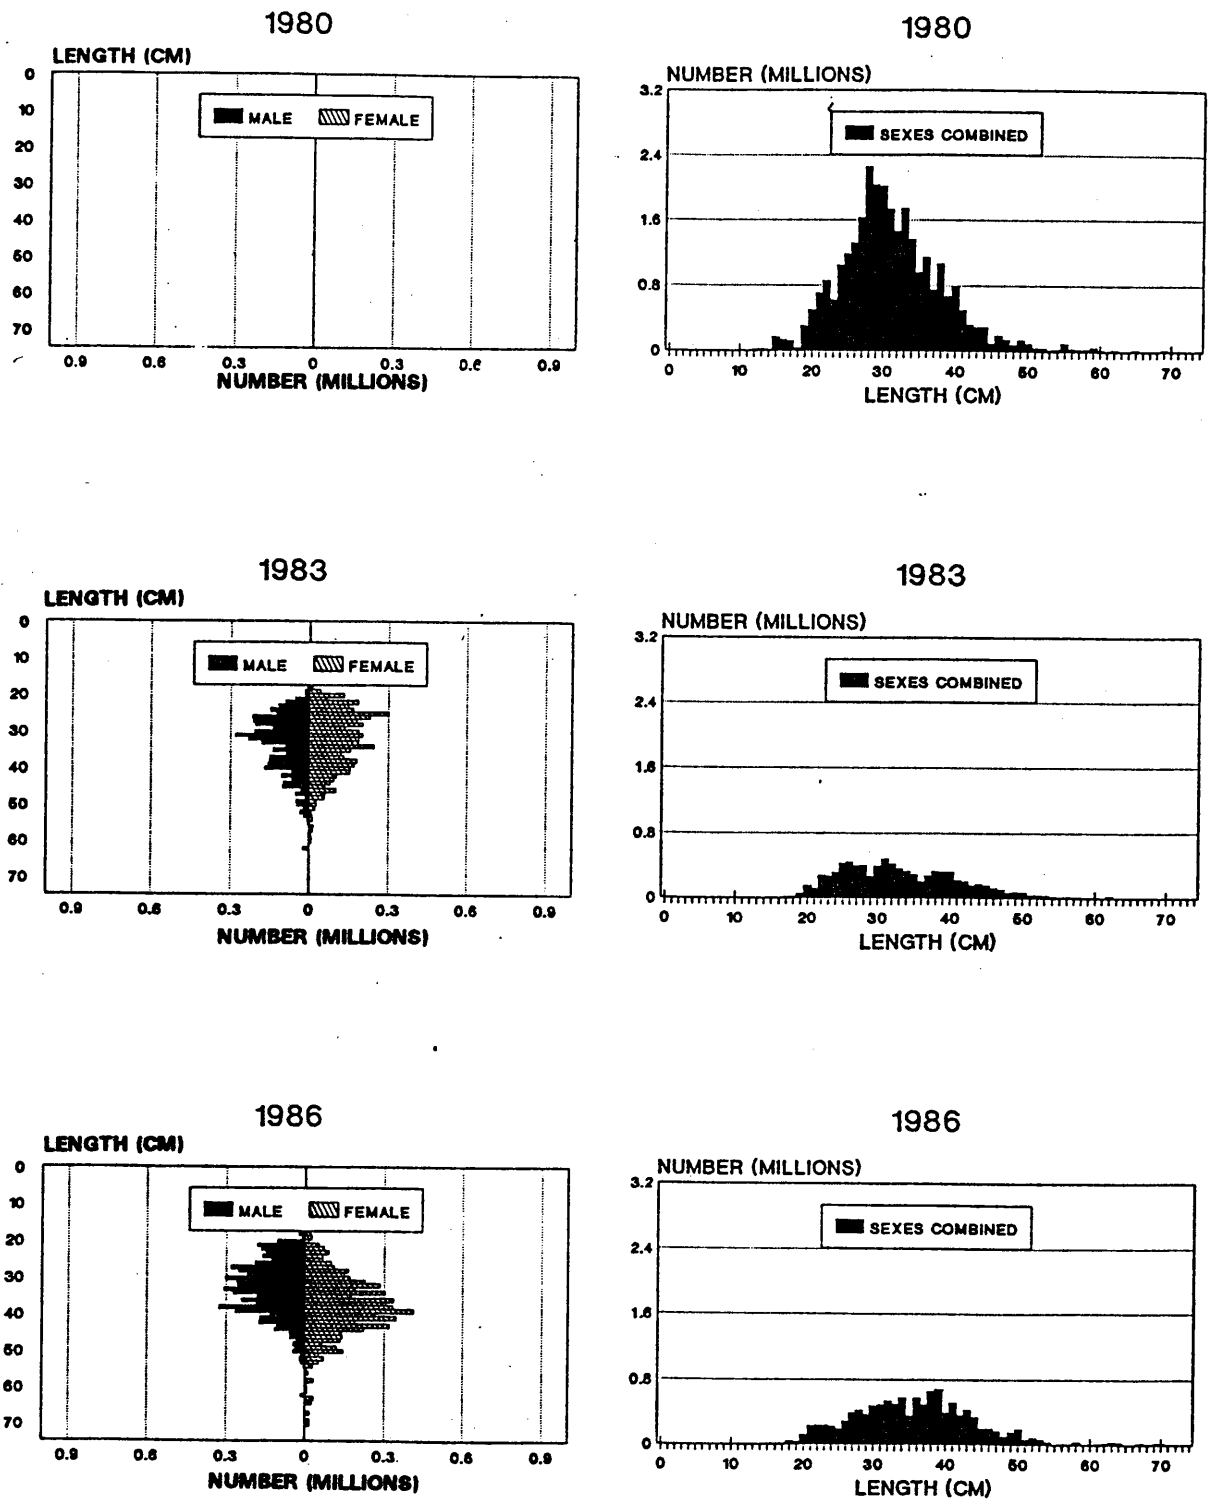 1980
LENGTH (CM)
0
10
20
30
40
50
60
70
MALE FEMALE
0.9 0.6 0.3 0 0.3 0.6 0.9
NUMBER (MILLIONS)
1980
NUMBER (MILLIONS)
3.2
2.4
1.6
0.8
0
SEXES COMBINED
0 10 20 30 40 50 60 70
LENGTH (CM)
1983
LENGTH (CM)
0
10
20
30
40
50
60
70
MALE FEMALE
0.9 0.6 0.3 0 0.3 0.6 0.9
NUMBER (MILLIONS)
1983
NUMBER (MILLIONS)
3.2
2.4
1.6
0.8
0
SEXES COMBINED
0 10 20 30 40 50 60 70
LENGTH (CM)
1986
LENGTH (CM)
0
10
20
30
40
50
60
70
MALE FEMALE
0.9 0.6 0.3 0 0.3 0.6 0.9
NUMBER (MILLIONS)
1986
NUMBER (MILLIONS)
3.2
2.4
1.6
0.8
0
SEXES COMBINED
0 10 20 30 40 50 60 70
LENGTH (CM)